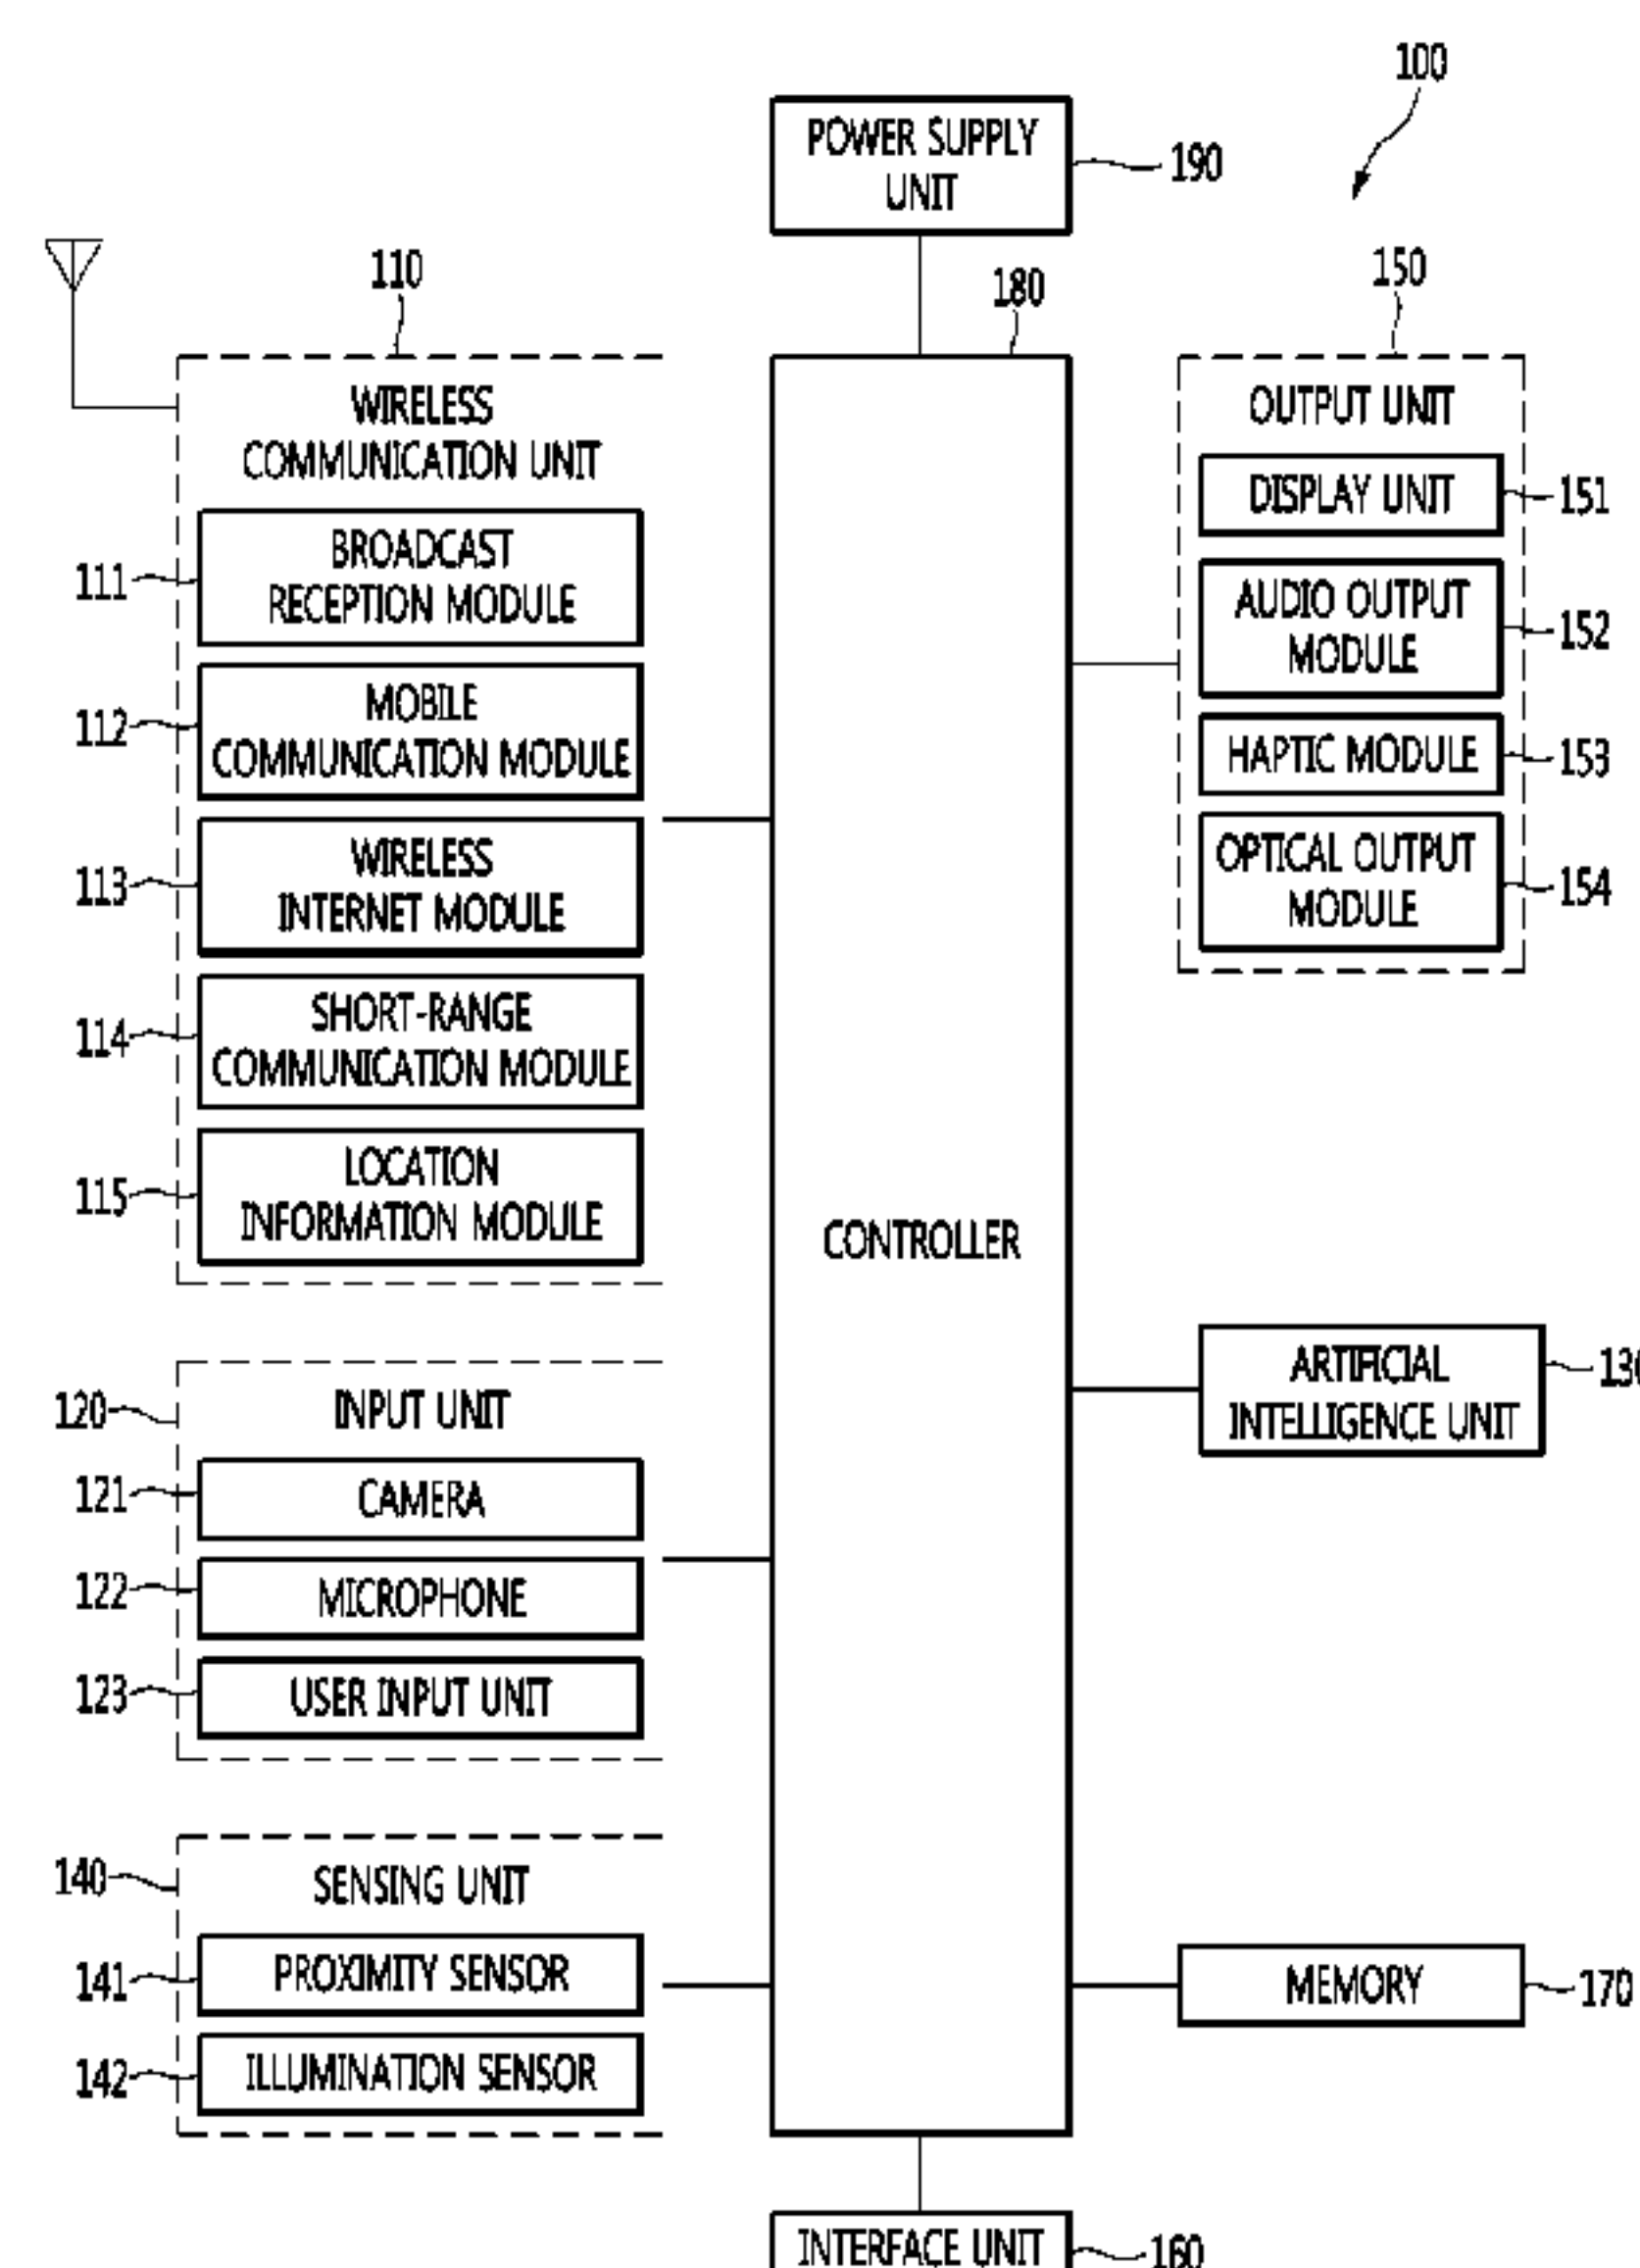 100
POWER SUPPLY
UNIT
190
110
180
150
WIRELESS
COMMUNICATION UNIT
111
BROADCAST
RECEPTION MODULE
112
MOBILE
COMMUNICATION MODULE
113
WIRELESS
INTERNET MODULE
114
SHORT-RANGE
COMMUNICATION MODULE
115
LOCATION
INFORMATION MODULE
120
INPUT UNIT
121
CAMERA
122
MICROPHONE
123
USER INPUT UNIT
140
SENSING UNIT
141
PROXIMITY SENSOR
142
ILLUMINATION SENSOR
CONTROLLER
OUTPUT UNIT
DISPLAY UNIT
151
AUDIO OUTPUT
MODULE
152
HAPTIC MODULE
153
OPTICAL OUTPUT
MODULE
154
ARTIFICIAL
INTELLIGENCE UNIT
130
MEMORY
170
INTERFACE UNIT
160